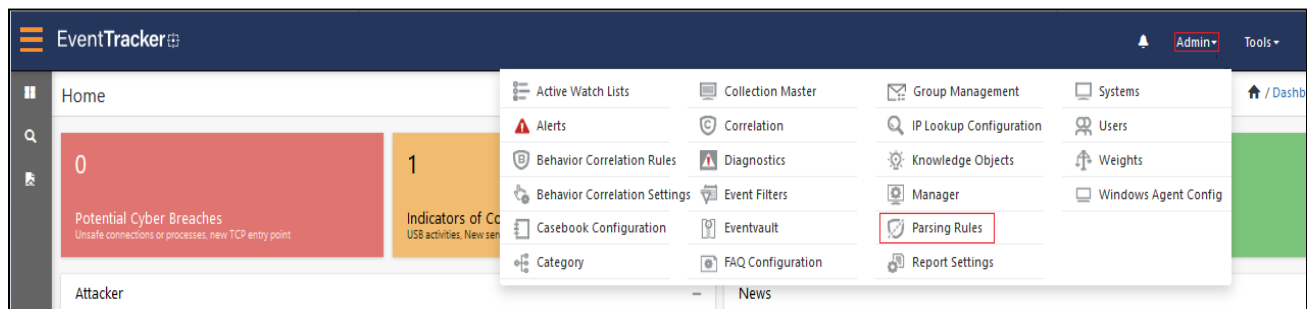 EventTracker
Admin
Tools
Home
/ Dashb
Active Watch Lists
Collection Master
Group Management
Systems
Alerts
Correlation
IP Lookup Configuration
Users
Behavior Correlation Rules
Diagnostics
Knowledge Objects
Weights
Behavior Correlation Settings
Event Filters
Manager
Windows Agent Config
Casebook Configuration
Eventvault
Parsing Rules
Category
FAQ Configuration
Report Settings
0
Potential Cyber Breaches
Unsafe connections or processes, new TCP entry point
1
Indicators of Co
USB activities, New serv
Attacker
News